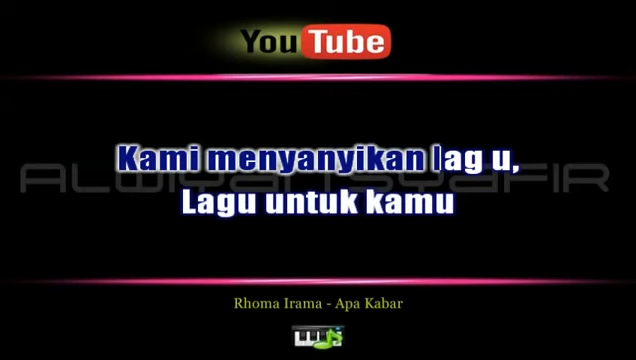 YouTube
Kami menyanyikan lag u,
ALWIYANSYAFIR
Lagu untuk kamu
Rhoma Irama - Apa Kabar